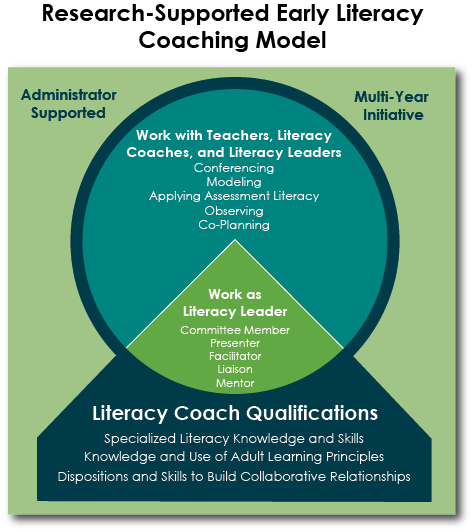 Research-Supported Early Literacy
Coaching Model
Administrator
Supported
Multi-Year
Initiative
Work with Teachers, Literacy
Coaches, and Literacy Leaders
Conferencing
Modeling
Applying Assessment Literacy
Observing
Co-Planning
Work as
Literacy Leader
Committee Member
Presenter
Facilitator
Liaison
Mentor
Literacy Coach Qualifications
Specialized Literacy Knowledge and Skills
Knowledge and Use of Adult Learning Principles
Dispositions and Skills to Build Collaborative Relationships